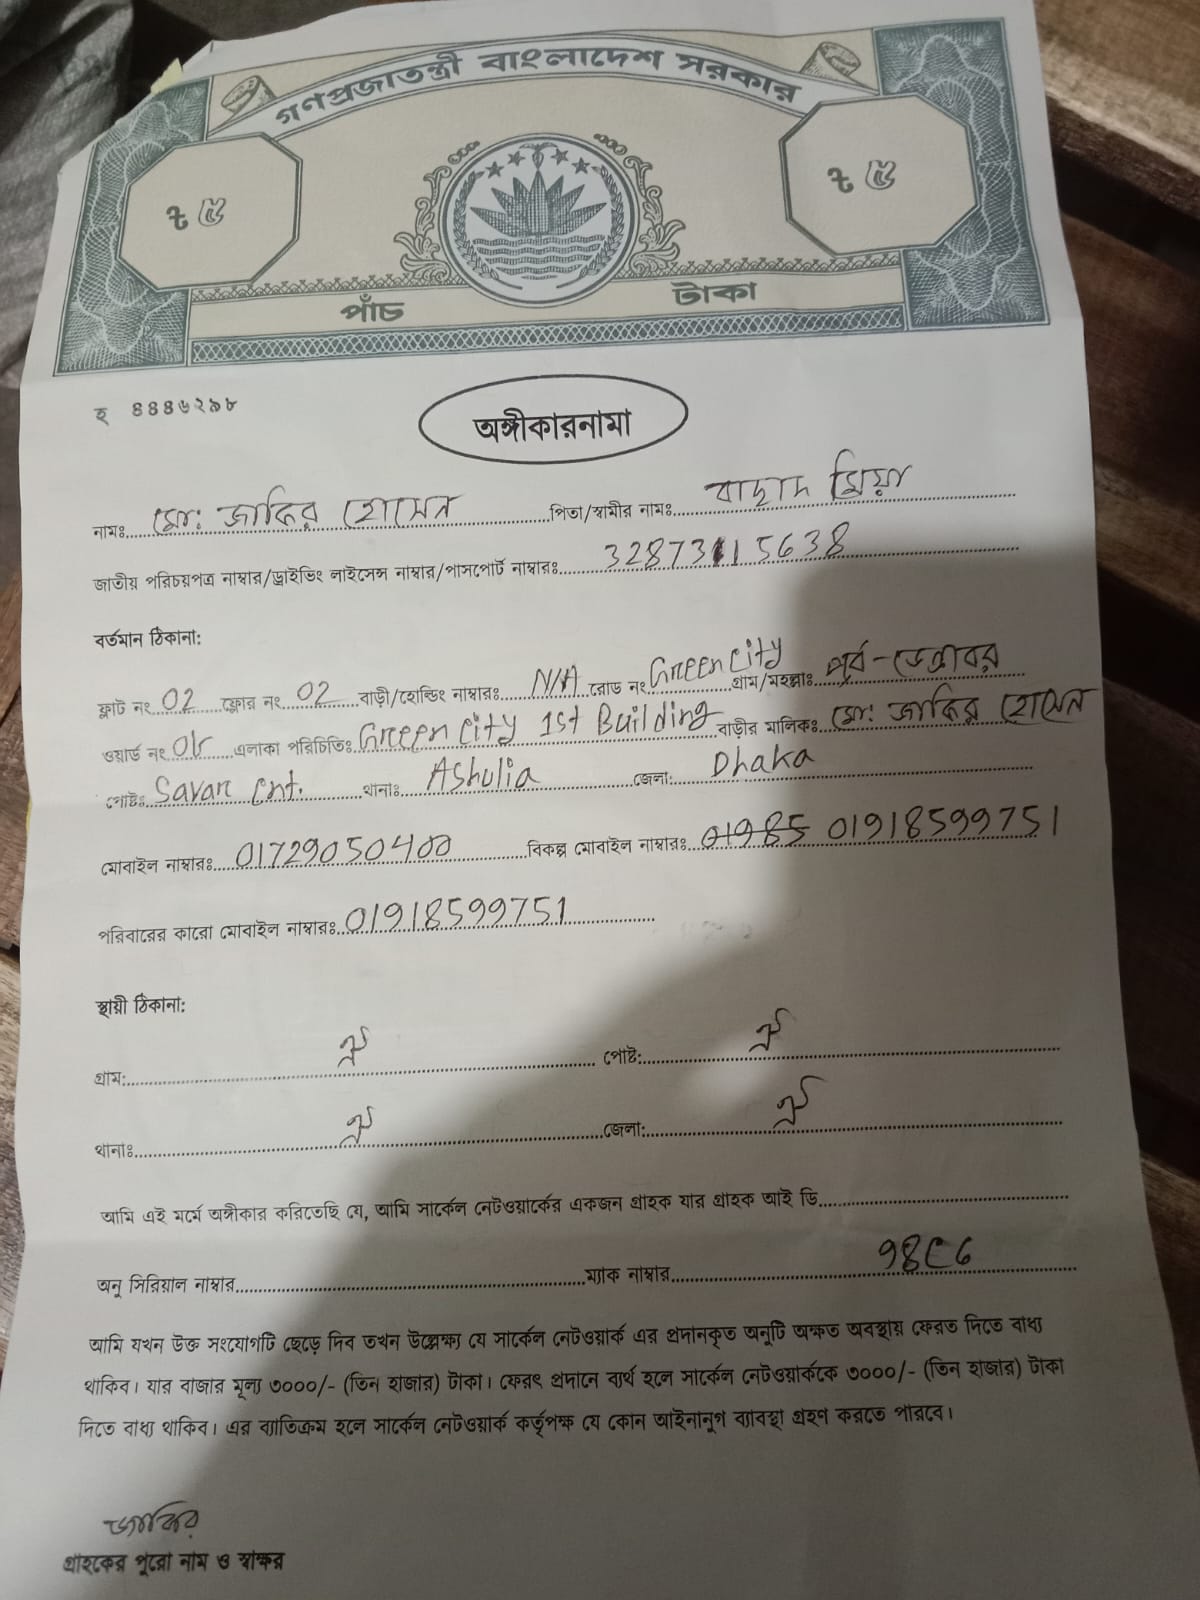 গণপ্রজাতন্ত্রী বাংলাদেশ সরকার
৳ ৫ ৳ ৫
পাঁচ টাকা
হ ৪৪৪৬২৯৮
অঙ্গীকারনামা
নামঃ মো: জাকির হোসেন পিতা/স্বামীর নামঃ বাছাদ মিয়া
জাতীয় পরিচয়পত্র নাম্বার/ড্রাইভিং লাইসেন্স নাম্বার/পাসপোর্ট নাম্বারঃ 3287315638
বর্তমান ঠিকানা:
ফ্লাট নং 02 ফ্লোর নং 02 বাড়ী/হোল্ডিং নাম্বারঃ N/A রোড নং Green City গ্রাম/মহল্লাঃ পূর্ব-ডেন্ডাবর
ওয়ার্ড নং এলাকা পরিচিতিঃ Green City 1st Building বাড়ীর মালিকঃ মো: জাকির হোসেন
পোষ্টঃ Savar Cnt. থানাঃ Ashulia জেলা: Dhaka
মোবাইল নাম্বারঃ 01729050400 বিকল্প মোবাইল নাম্বারঃ 01985 01918599751
পরিবারের কারো মোবাইল নাম্বারঃ 01918599751
স্থায়ী ঠিকানা:
গ্রাম: ঐ পোষ্ট: ঐ
থানাঃ ঐ জেলা: ঐ
আমি এই মর্মে অঙ্গীকার করিতেছি যে, আমি সার্কেল নেটওয়ার্কের একজন গ্রাহক যার গ্রাহক আই ডি
অনু সিরিয়াল নাম্বার ম্যাক নাম্বার 98C6
আমি যখন উক্ত সংযোগটি ছেড়ে দিব তখন উল্লেক্ষ্য যে সার্কেল নেটওয়ার্ক এর প্রদানকৃত অনুটি অক্ষত অবস্থায় ফেরত দিতে বাধ্য
থাকিব। যার বাজার মূল্য ৩০০০/- (তিন হাজার) টাকা। ফেরৎ প্রদানে ব্যর্থ হলে সার্কেল নেটওয়ার্ককে ৩০০০/- (তিন হাজার) টাকা
দিতে বাধ্য থাকিব। এর ব্যাতিক্রম হলে সার্কেল নেটওয়ার্ক কর্তৃপক্ষ যে কোন আইনানুগ ব্যাবস্থা গ্রহণ করতে পারবে।
জাকির
গ্রাহকের পুরো নাম ও স্বাক্ষর